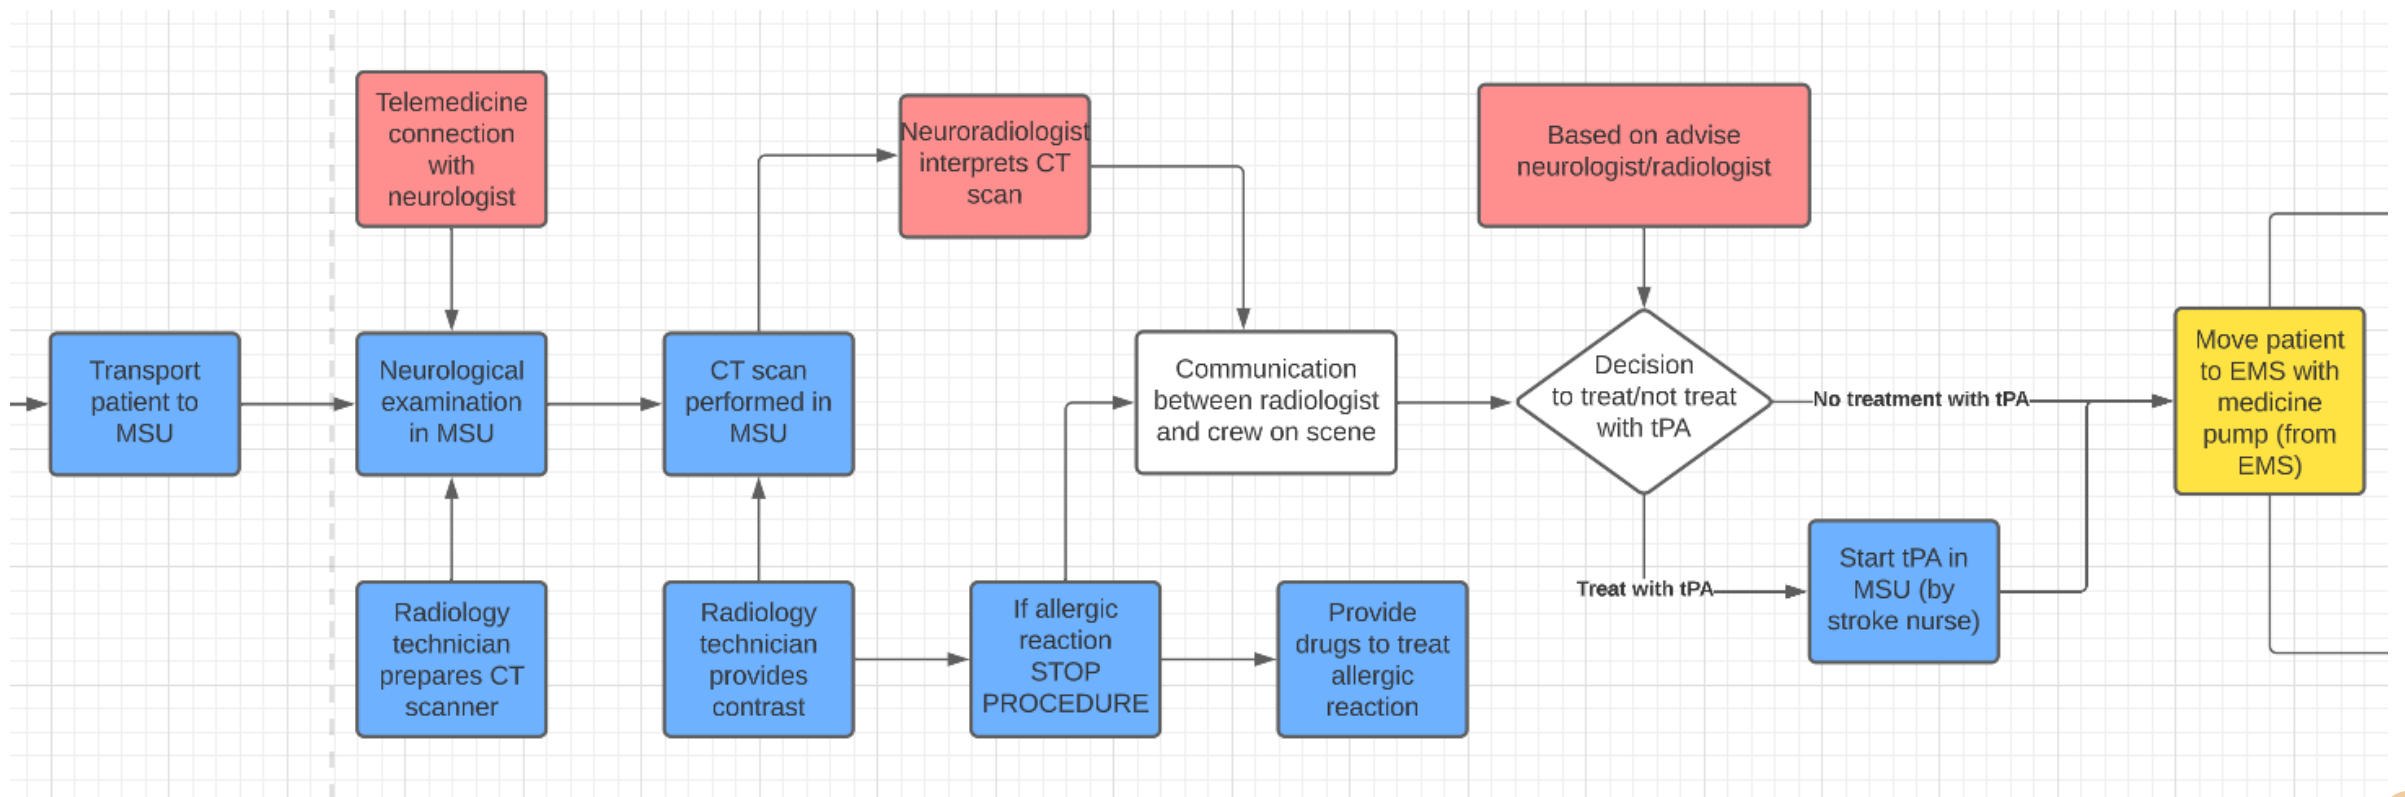 Telemedicine
connection
with
neurologist
Neuroradiologist
interprets CT
scan
Based on advise
neurologist/radiologist
Transport
patient to
MSU
Neurological
examination
in MSU
CT scan
performed in
MSU
Communication
between radiologist
and crew on scene
Decision
to treat/not treat
with tPA
No treatment with tPA
Move patient
to EMS with
medicine
pump (from
EMS)
Treat with tPA
Start tPA in
MSU (by
stroke nurse)
Radiology
technician
prepares CT
scanner
Radiology
technician
provides
contrast
If allergic
reaction
STOP
PROCEDURE
Provide
drugs to treat
allergic
reaction